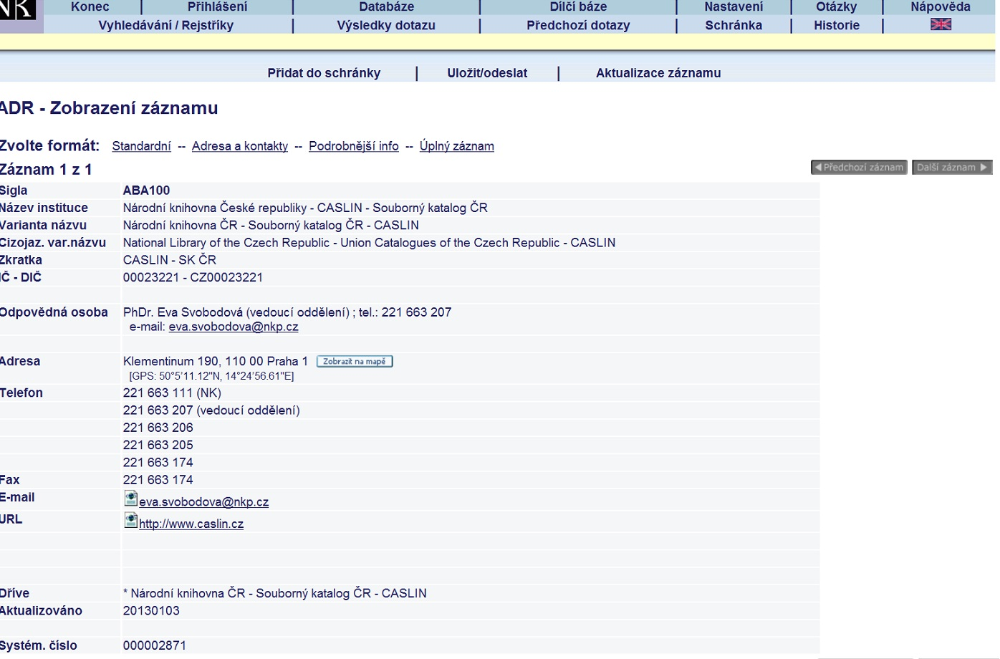 NK
Konec | Přihlášení | Databáze | Dílčí báze | Nastavení | Otázky | Nápověda
Vyhledávání / Rejstříky | Výsledky dotazu | Předchozí dotazy | Schránka | Historie |
Přidat do schránky | Uložit/odeslat | Aktualizace záznamu
ADR - Zobrazení záznamu
Zvolte formát: Standardní -- Adresa a kontakty -- Podrobnější info -- Úplný záznam
Záznam 1 z 1 Předchozí záznam Další záznam
Sigla ABA100
Název instituce Národní knihovna České republiky - CASLIN - Souborný katalog ČR
Varianta názvu Národní knihovna ČR - Souborný katalog ČR - CASLIN
Cizojaz. var.názvu National Library of the Czech Republic - Union Catalogues of the Czech Republic - CASLIN
Zkratka CASLIN - SK ČR
IČ - DIČ 00023221 - CZ00023221
Odpovědná osoba PhDr. Eva Svobodová (vedoucí oddělení) ; tel.: 221 663 207
e-mail: eva.svobodova@nkp.cz
Adresa Klementinum 190, 110 00 Praha 1 Zobrazit na mapě
[GPS: 50°5'11.12"N, 14°24'56.61"E]
Telefon 221 663 111 (NK)
221 663 207 (vedoucí oddělení)
221 663 206
221 663 205
221 663 174
Fax 221 663 174
E-mail eva.svobodova@nkp.cz
URL http://www.caslin.cz
Dříve * Národní knihovna ČR - Souborný katalog ČR - CASLIN
Aktualizováno 20130103
Systém. číslo 000002871